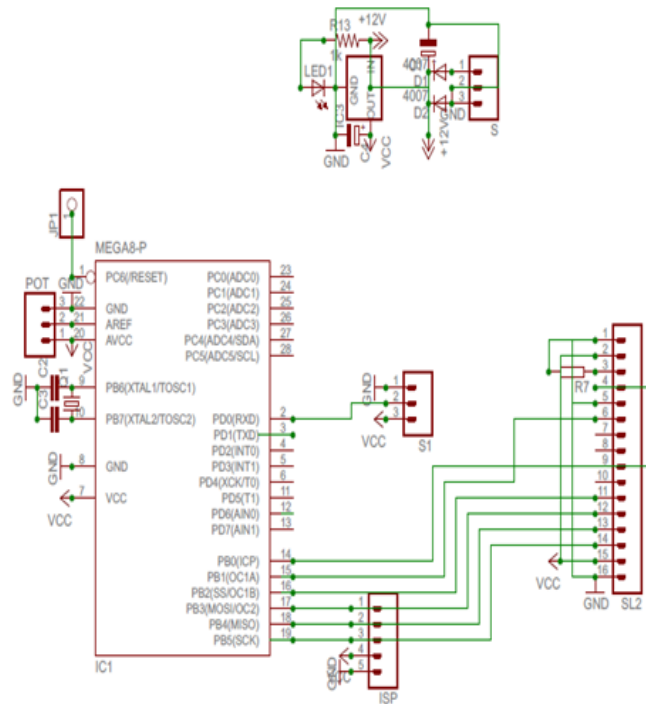 R13 +12V
1k
LED1
GND
IN
OUT
IC3
C4
GND
VCC
4007
D1
4007
D2
+12V
GND
1
2
3
S
JP1
1
MEGA8-P
POT
GND
3
2
1
VCC
1 PC6(/RESET)
22 GND
21 AREF
20 AVCC
C2
C3
Q1
GND
9 PB6(XTAL1/TOSC1)
10 PB7(XTAL2/TOSC2)
GND
8 GND
7 VCC
VCC
PC0(ADC0) 23
PC1(ADC1) 24
PC2(ADC2) 25
PC3(ADC3) 26
PC4(ADC4/SDA) 27
PC5(ADC5/SCL) 28
PD0(RXD) 2
PD1(TXD) 3
PD2(INT0) 4
PD3(INT1) 5
PD4(XCK/T0) 6
PD5(T1) 11
PD6(AIN0) 12
PD7(AIN1) 13
PB0(ICP) 14
PB1(OC1A) 15
PB2(SS/OC1B) 16
PB3(MOSI/OC2) 17
PB4(MISO) 18
PB5(SCK) 19
IC1
GND
1
2
3
VCC
S1
1
2
3
4
5
GND
ISP
R7
1
2
3
4
5
6
7
8
9
10
11
12
13
14
15
16
VCC
GND
SL2